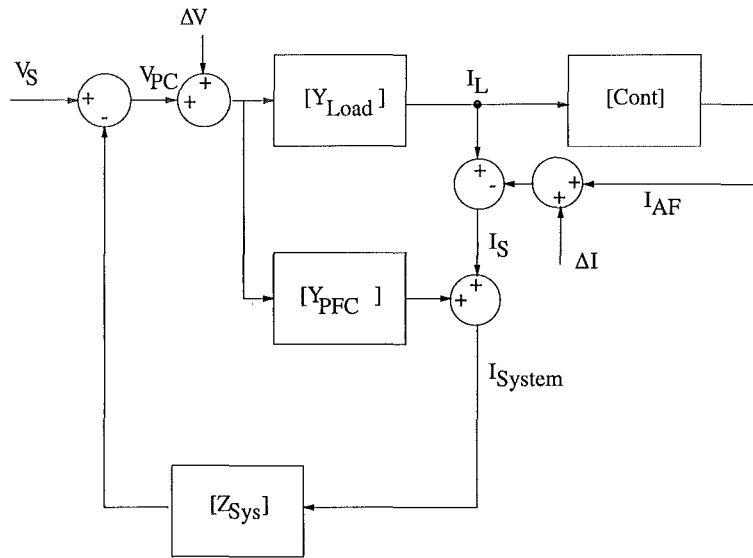 ΔV
V_S
V_PC
[Y_Load]
I_L
[Cont]
+
-
+
+
+
-
+
+
I_AF
I_S
ΔI
[Y_PFC]
+
+
I_System
[Z_Sys]